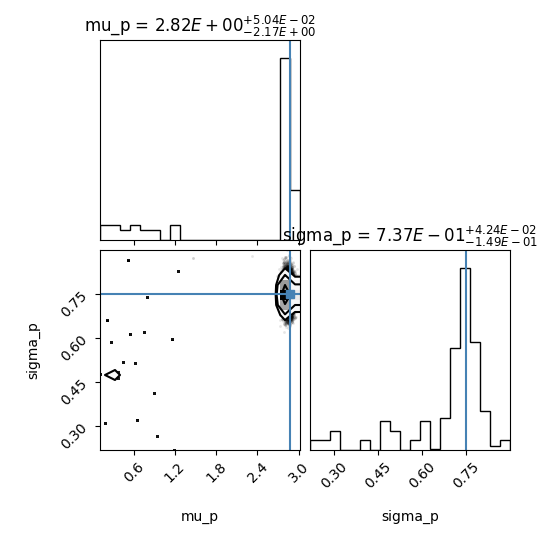 mu_p = 2.82E + 00 +5.04E − 02 −2.17E + 00
sigma_p = 7.37E − 01 +4.24E − 02 −1.49E − 01
sigma_p
0.75
0.60
0.45
0.30
0.6 1.2 1.8 2.4 3.0
mu_p
0.30 0.45 0.60 0.75
sigma_p